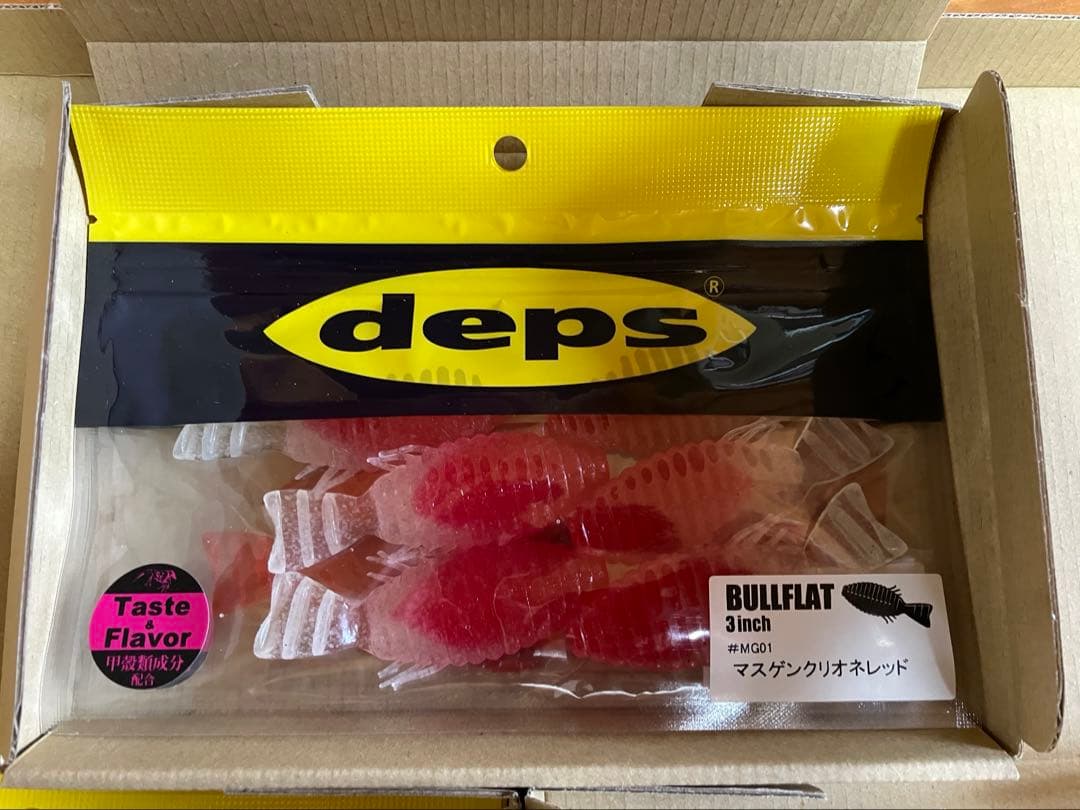 deps®
Taste
&
Flavor
甲殻類成分
配合
BULLFLAT
3inch
#MG01
マスゲンクリオネレッド